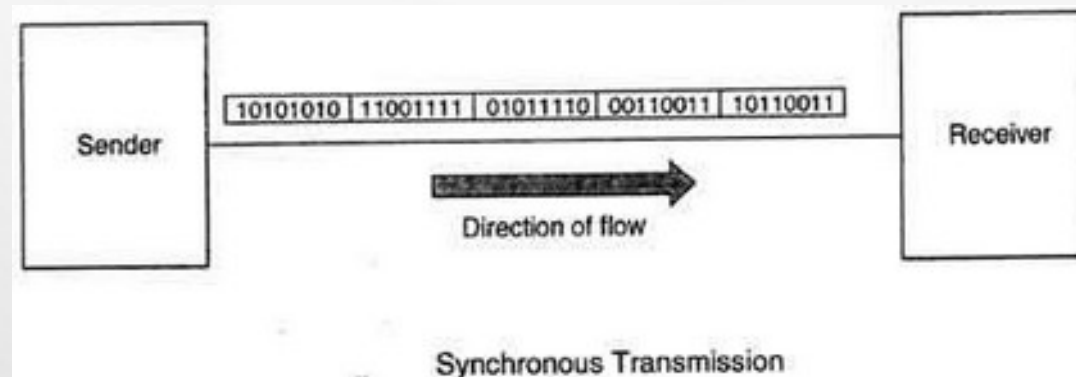 10101010 11001111 01011110 00110011 10110011
Sender
Receiver
Direction of flow
Synchronous Transmission